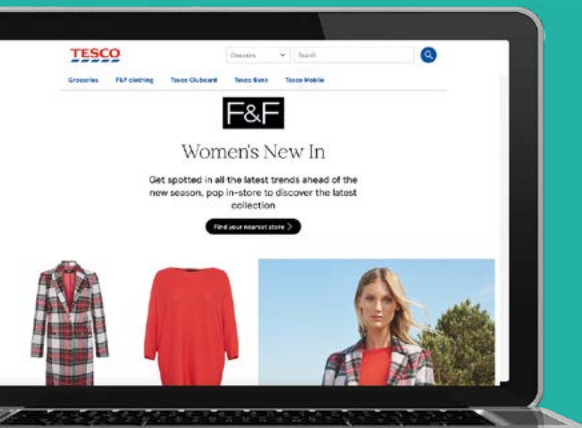 TESCO
Groceries
Search
Groceries F&F clothing Tesco Clubcard Tesco Bank Tesco Mobile
F&F
Women's New In
Get spotted in all the latest trends ahead of the
new season, pop in-store to discover the latest
collection
Find your nearest store